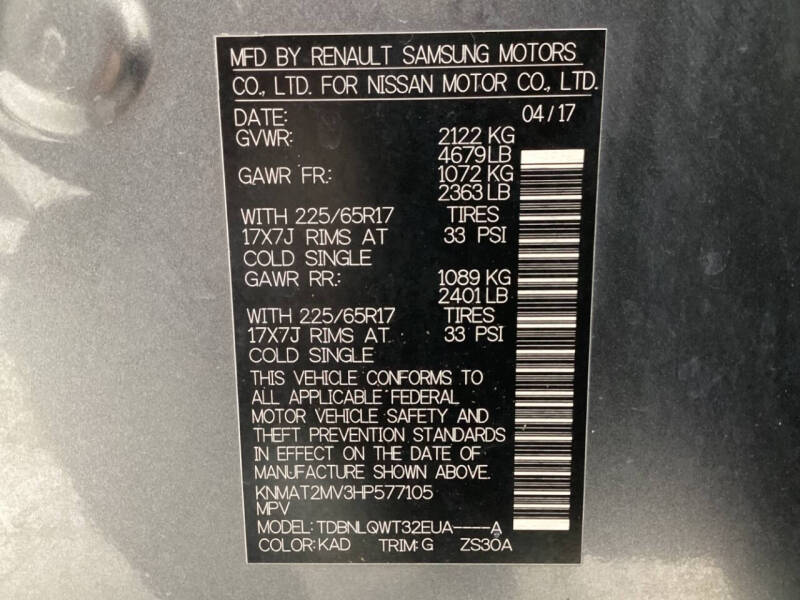 MFD BY RENAULT SAMSUNG MOTORS
CO., LTD. FOR NISSAN MOTOR CO., LTD.
DATE: 04/17
GVWR: 2122 KG
4679LB
GAWR FR.: 1072 KG
2363 LB
WITH 225/65R17 TIRES
17X7J RIMS AT 33 PSI
COLD SINGLE
GAWR RR.: 1089 KG
2401 LB
WITH 225/65R17 TIRES
17X7J RIMS AT 33 PSI
COLD SINGLE
THIS VEHICLE CONFORMS TO
ALL APPLICABLE FEDERAL
MOTOR VEHICLE SAFETY AND
THEFT PREVENTION STANDARDS
IN EFFECT ON THE DATE OF
MANUFACTURE SHOWN ABOVE.
KNMAT2MV3HP577105
MPV
MODEL: TDBNLQWT32EUA----A
COLOR: KAD TRIM: G ZS30A